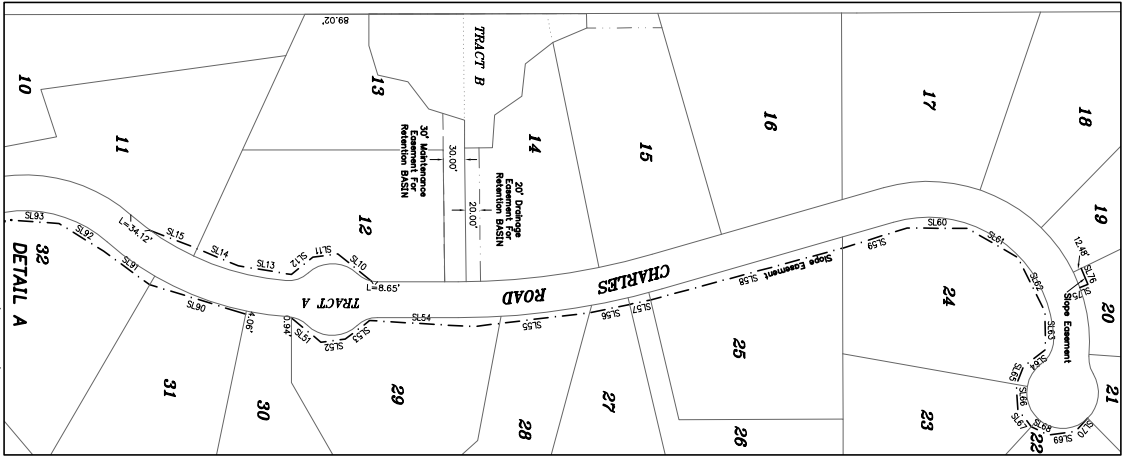 10
11
89.02'
13
TRACT B
30' Maintenance
Easement For
Retention BASIN
30.00'
20.00'
20' Drainage
Easement For
Retention BASIN
14
15
16
17
18
19
12.48'
SL76
20
21
Slope Easement
12
L=34.12'
SL15
SL14
SL13
SL12
SL11
SL10
L=8.65'
TRACT A
CHARLES
ROAD
SL93
SL92
SL91
SL90
4.06'
0.94'
SL51
SL52
SL53
SL54
SL55
SL56
SL57
SL58
Slope Easement
SL59
SL60
SL61
SL62
SL63
SL64
SL65
SL66
SL67
SL68
SL69
SL70
32
DETAIL A
31
30
29
28
27
26
25
24
23
22